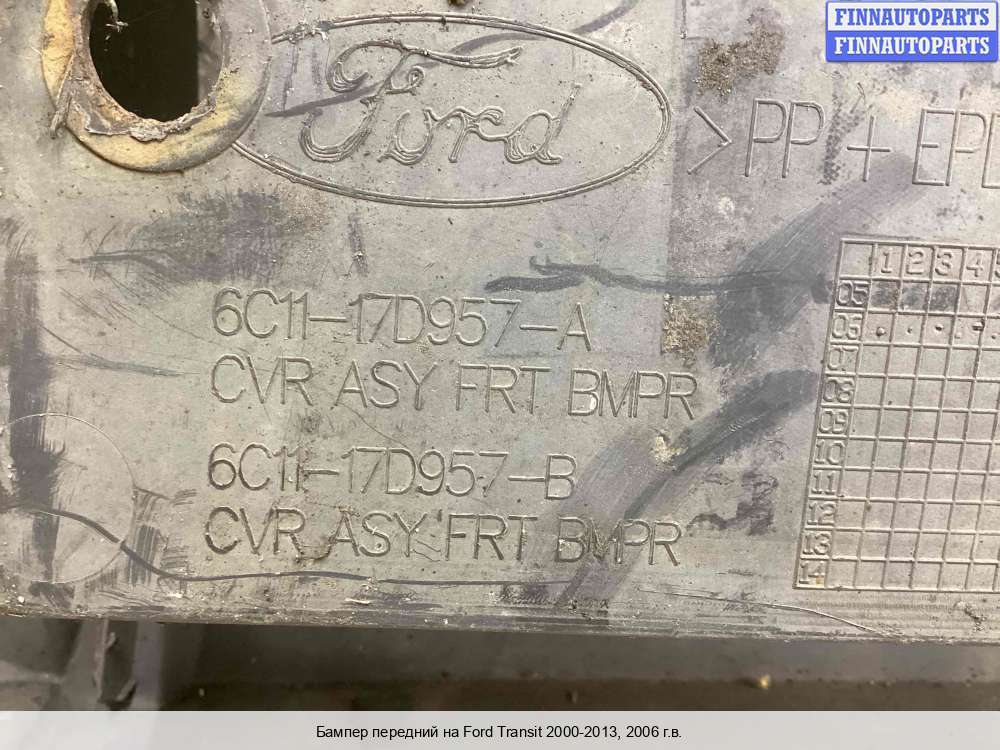 FINNAUTOPARTS
FINNAUTOPARTS
Ford
>PP + EP
1 2 3 4
05
06
07
08
09
10
11
12
13
14
6C11-17D957-A
CVR ASY FRT BMPR
6C11-17D957-B
CVR ASY FRT BMPR
Бампер передний на Ford Transit 2000-2013, 2006 г.в.